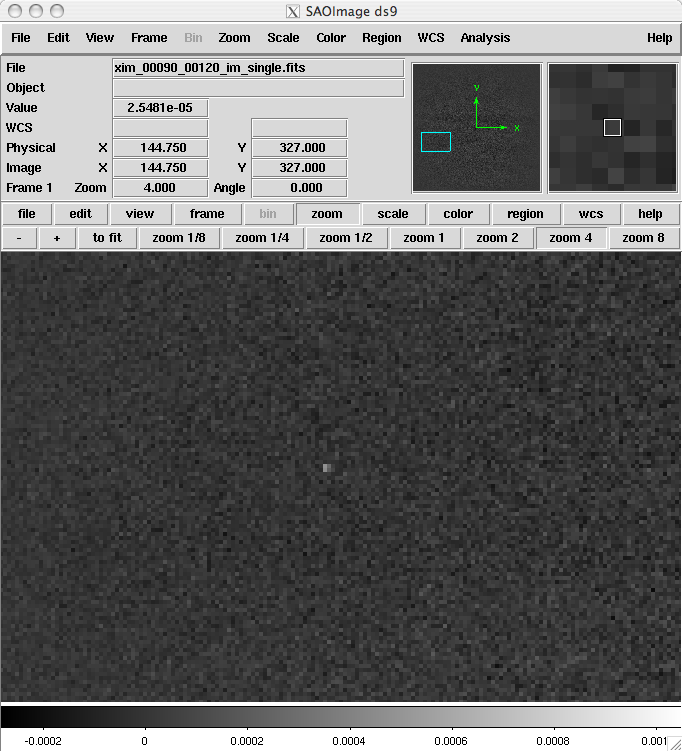 SAOImage ds9
File Edit View Frame Bin Zoom Scale Color Region WCS Analysis Help
File xim_00090_00120_im_single.fits
Object
Value 2.5481e-05
WCS
Physical X 144.750 Y 327.000
Image X 144.750 Y 327.000
Frame 1 Zoom 4.000 Angle 0.000
Y
X
file edit view frame bin zoom scale color region wcs help
- + to fit zoom 1/8 zoom 1/4 zoom 1/2 zoom 1 zoom 2 zoom 4 zoom 8
-0.0002 0 0.0002 0.0004 0.0006 0.0008 0.001